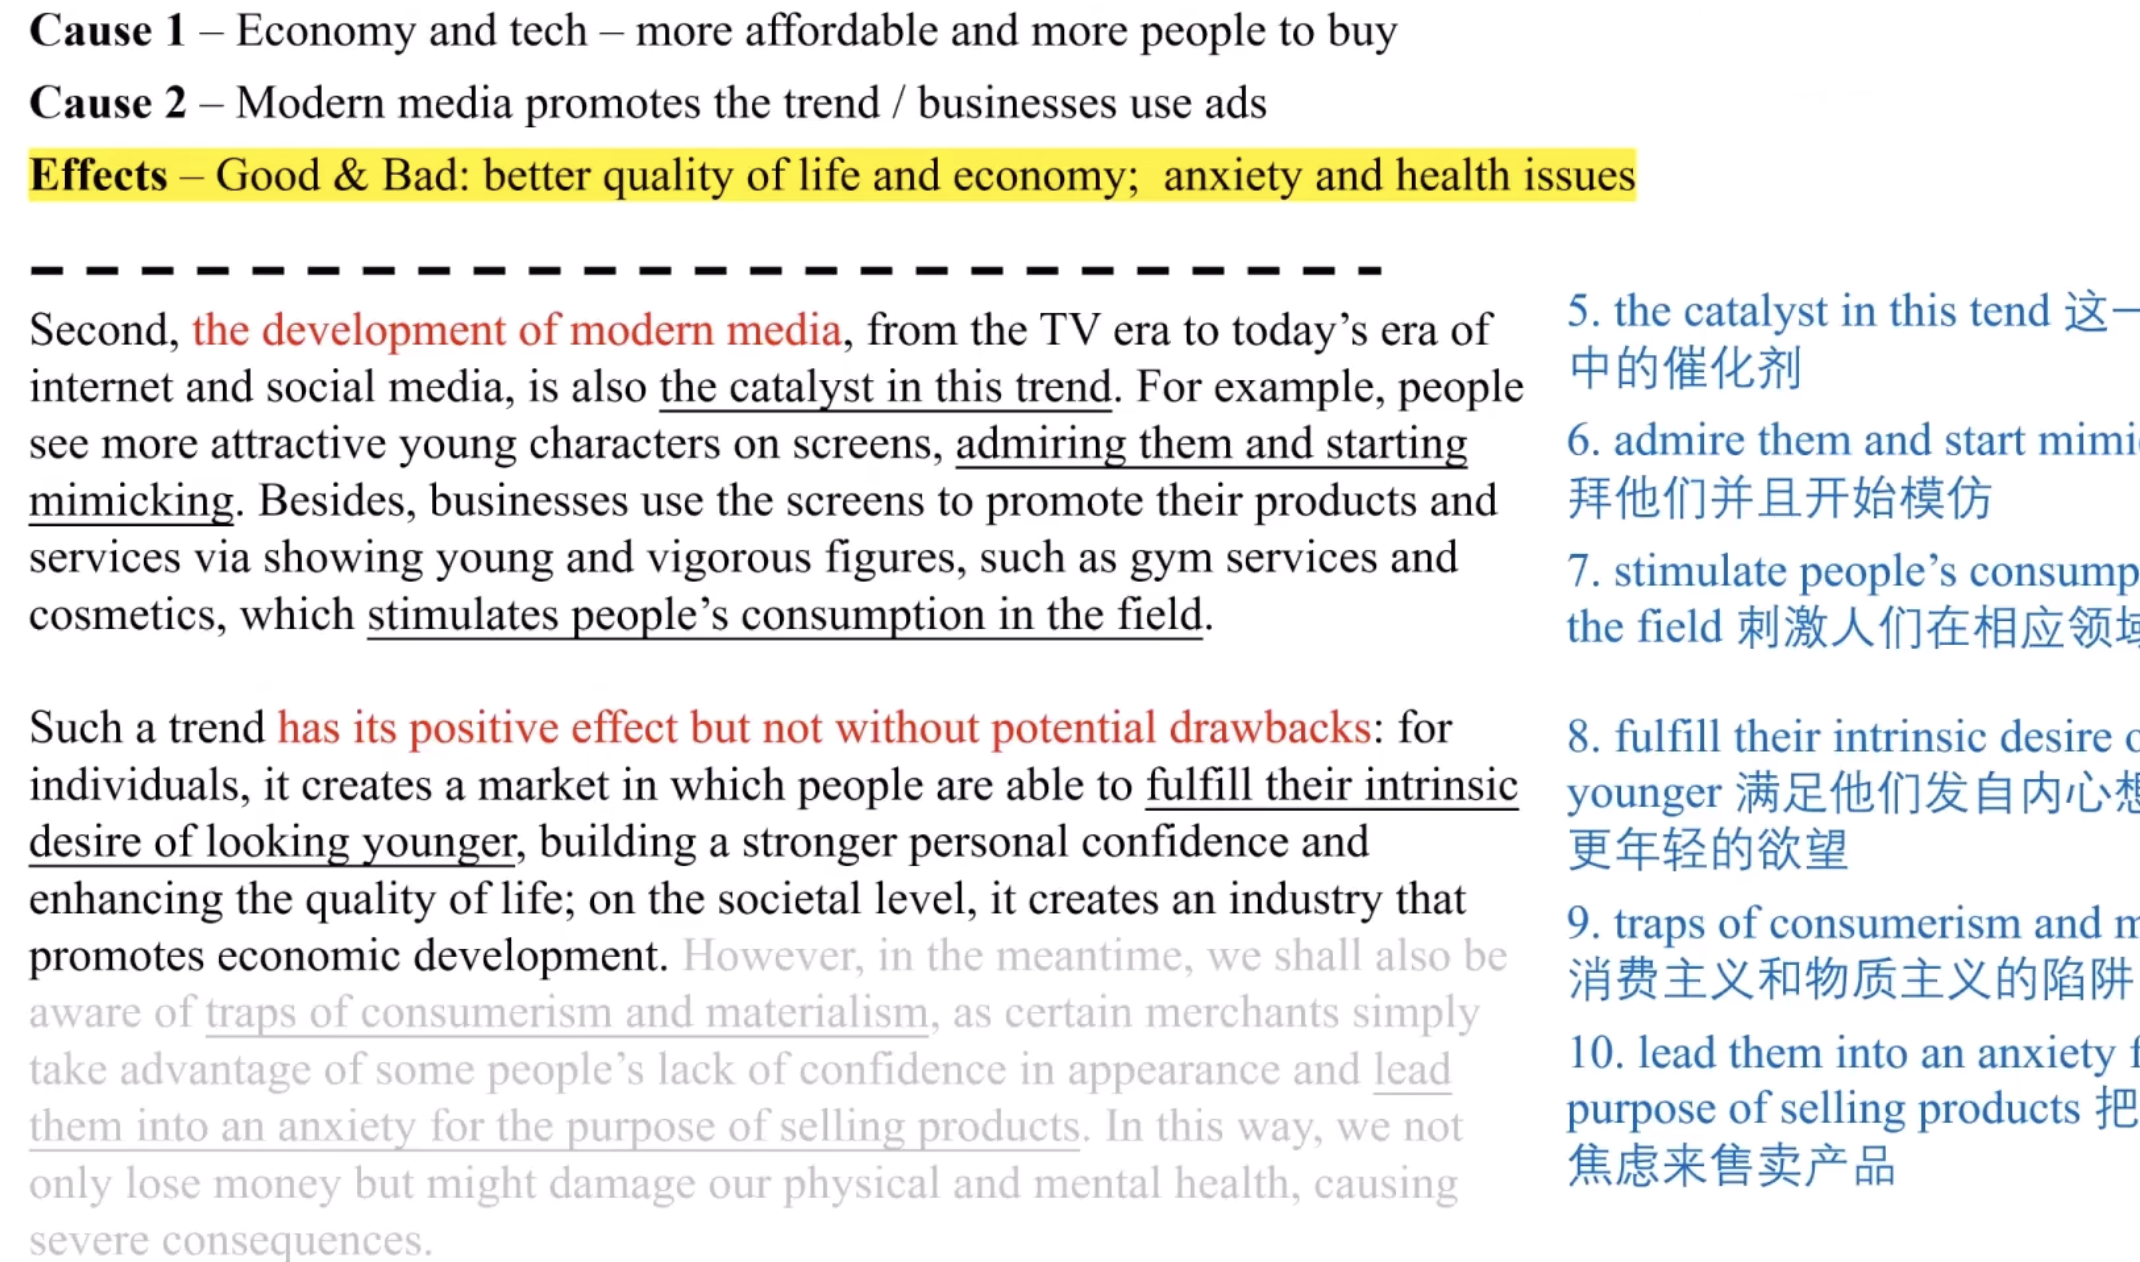 Cause 1 – Economy and tech – more affordable and more people to buy
Cause 2 – Modern media promotes the trend / businesses use ads
Effects – Good & Bad: better quality of life and economy;  anxiety and health issues
Second, the development of modern media, from the TV era to today’s era of
internet and social media, is also the catalyst in this trend. For example, people
see more attractive young characters on screens, admiring them and starting
mimicking. Besides, businesses use the screens to promote their products and
services via showing young and vigorous figures, such as gym services and
cosmetics, which stimulates people’s consumption in the field.
Such a trend has its positive effect but not without potential drawbacks: for
individuals, it creates a market in which people are able to fulfill their intrinsic
desire of looking younger, building a stronger personal confidence and
enhancing the quality of life; on the societal level, it creates an industry that
promotes economic development. However, in the meantime, we shall also be
aware of traps of consumerism and materialism, as certain merchants simply
take advantage of some people’s lack of confidence in appearance and lead
them into an anxiety for the purpose of selling products. In this way, we not
only lose money but might damage our physical and mental health, causing
severe consequences.
5. the catalyst in this tend 这一
中的催化剂
6. admire them and start
拜他们并且开始模仿
7. stimulate people’s
the field 刺激人们在相应领域
8. fulfill their intrinsic desire
younger 满足他们发自内心想
更年轻的欲望
9. traps of consumerism and
消费主义和物质主义的陷阱
10. lead them into an anxiety
purpose of selling products 把
焦虑来售卖产品